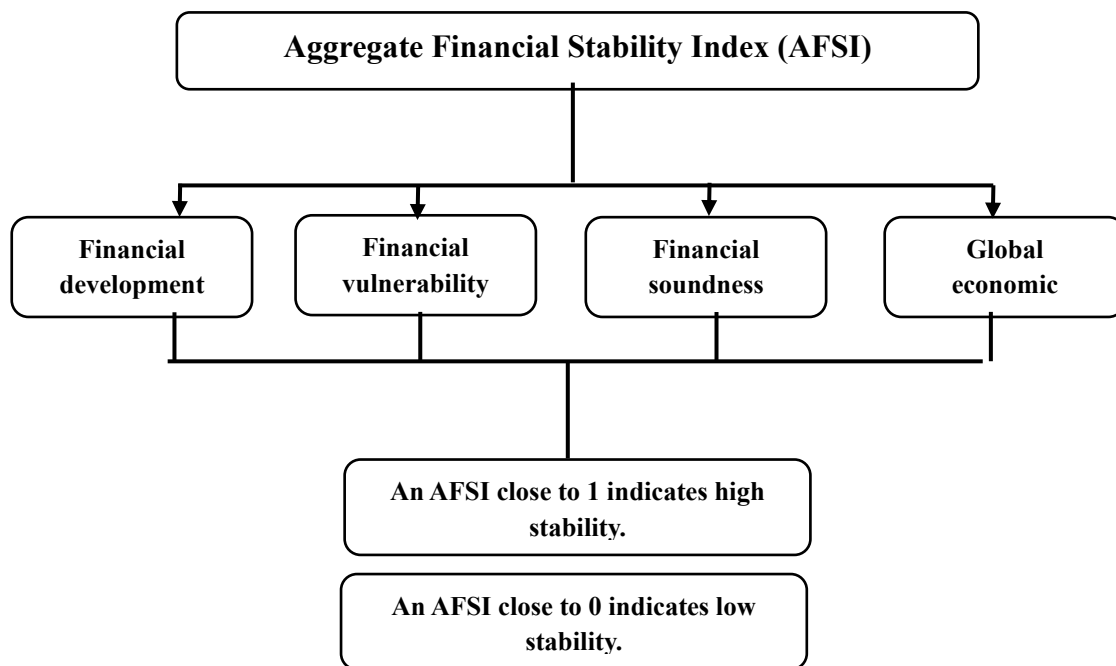 Aggregate Financial Stability Index (AFSI)
Financial
development
Financial
vulnerability
Financial
soundness
Global
economic
An AFSI close to 1 indicates high
stability.
An AFSI close to 0 indicates low
stability.